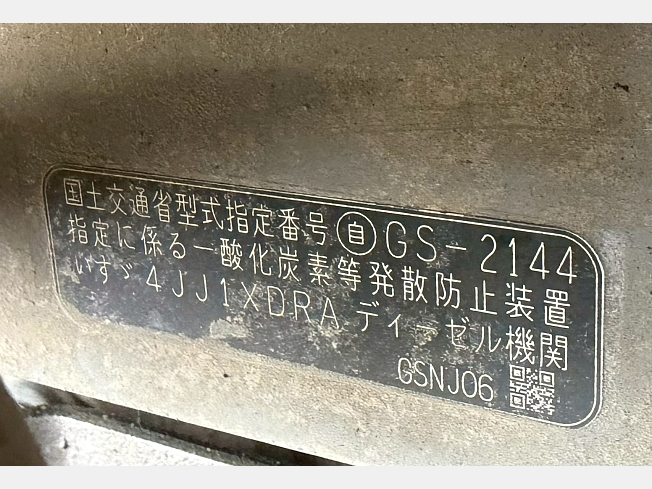 国土交通省型式指定番号 自 GS-2144
指定に係る一酸化炭素等発散防止装置
いすゞ 4JJ1XDRA ディーゼル機関
GSNJ06